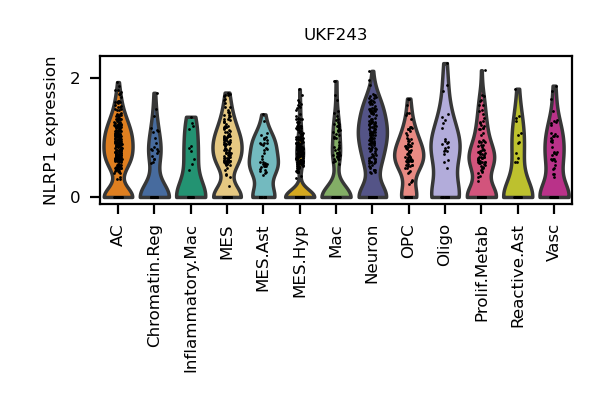 UKF243
NLRP1 expression
2
0
AC
Chromatin.Reg
Inflammatory.Mac
MES
MES.Ast
MES.Hyp
Mac
Neuron
OPC
Oligo
Prolif.Metab
Reactive.Ast
Vasc